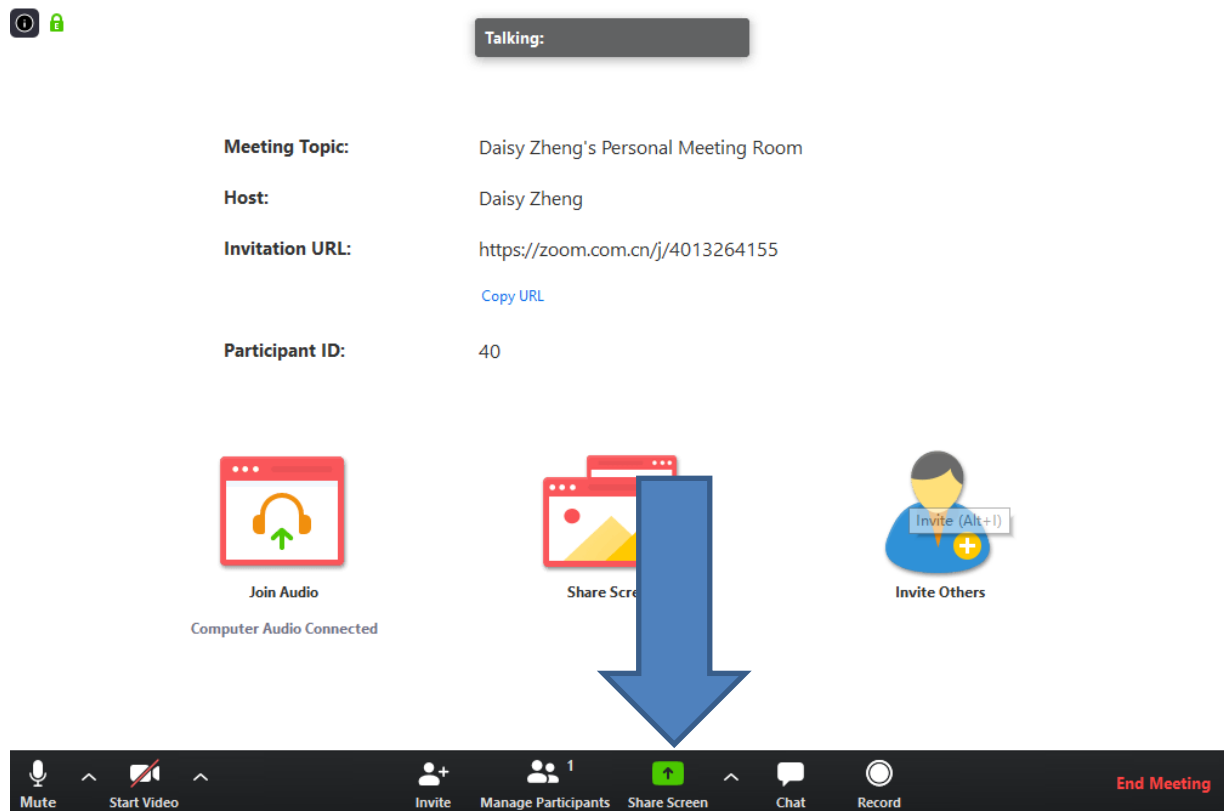 Talking:
Meeting Topic: Daisy Zheng's Personal Meeting Room
Host: Daisy Zheng
Invitation URL: https://zoom.com.cn/j/4013264155
Copy URL
Participant ID: 40
Invite (Alt+I)
Join Audio Share Scre Invite Others
Computer Audio Connected
1
Mute Start Video Invite Manage Participants Share Screen Chat Record End Meeting